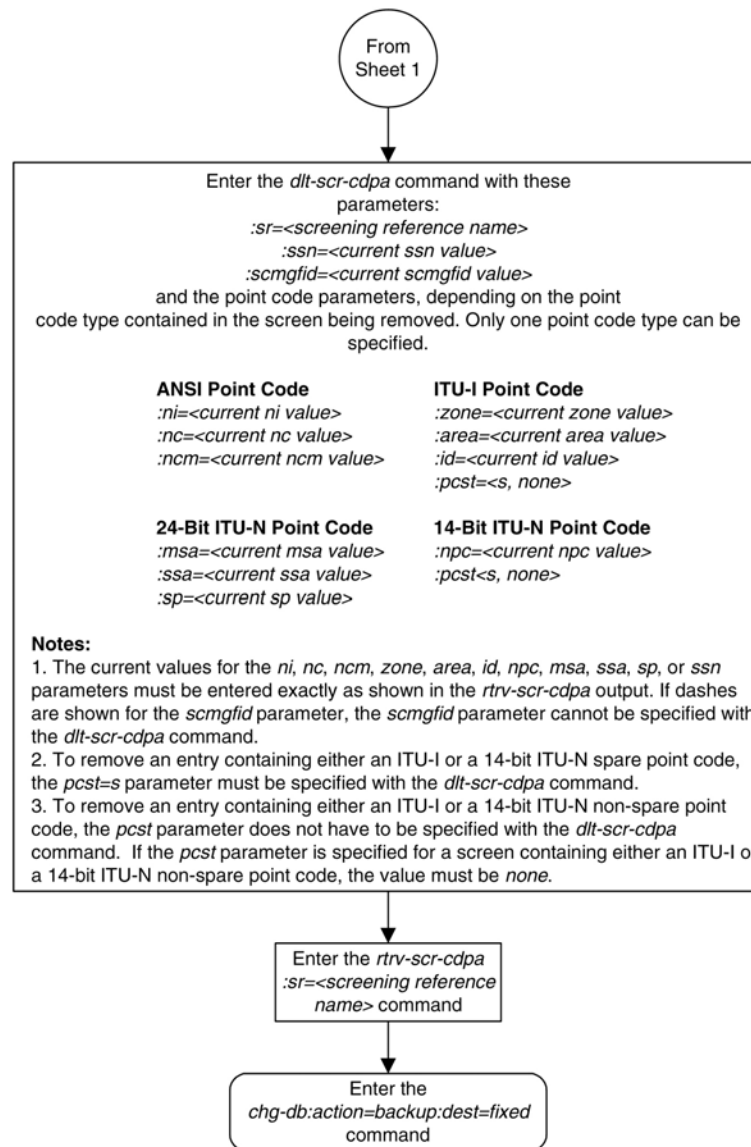 From
Sheet 1
Enter the dlt-scr-cdpa command with these
parameters:
:sr=<screening reference name>
:ssn=<current ssn value>
:scmgfid=<current scmgfid value>
and the point code parameters, depending on the point
code type contained in the screen being removed. Only one point code type can be
specified.
ANSI Point Code
:ni=<current ni value>
:nc=<current nc value>
:ncm=<current ncm value>
ITU-I Point Code
:zone=<current zone value>
:area=<current area value>
:id=<current id value>
:pcst=<s, none>
24-Bit ITU-N Point Code
:msa=<current msa value>
:ssa=<current ssa value>
:sp=<current sp value>
14-Bit ITU-N Point Code
:npc=<current npc value>
:pcst<s, none>
Notes:
1. The current values for the ni, nc, ncm, zone, area, id, npc, msa, ssa, sp, or ssn
parameters must be entered exactly as shown in the rtrv-scr-cdpa output. If dashes
are shown for the scmgfid parameter, the scmgfid parameter cannot be specified with
the dlt-scr-cdpa command.
2. To remove an entry containing either an ITU-I or a 14-bit ITU-N spare point code,
the pcst=s parameter must be specified with the dlt-scr-cdpa command.
3. To remove an entry containing either an ITU-I or a 14-bit ITU-N non-spare point
code, the pcst parameter does not have to be specified with the dlt-scr-cdpa
command. If the pcst parameter is specified for a screen containing either an ITU-I o
a 14-bit ITU-N non-spare point code, the value must be none.
Enter the rtrv-scr-cdpa
:sr=<screening reference
name> command
Enter the
chg-db:action=backup:dest=fixed
command